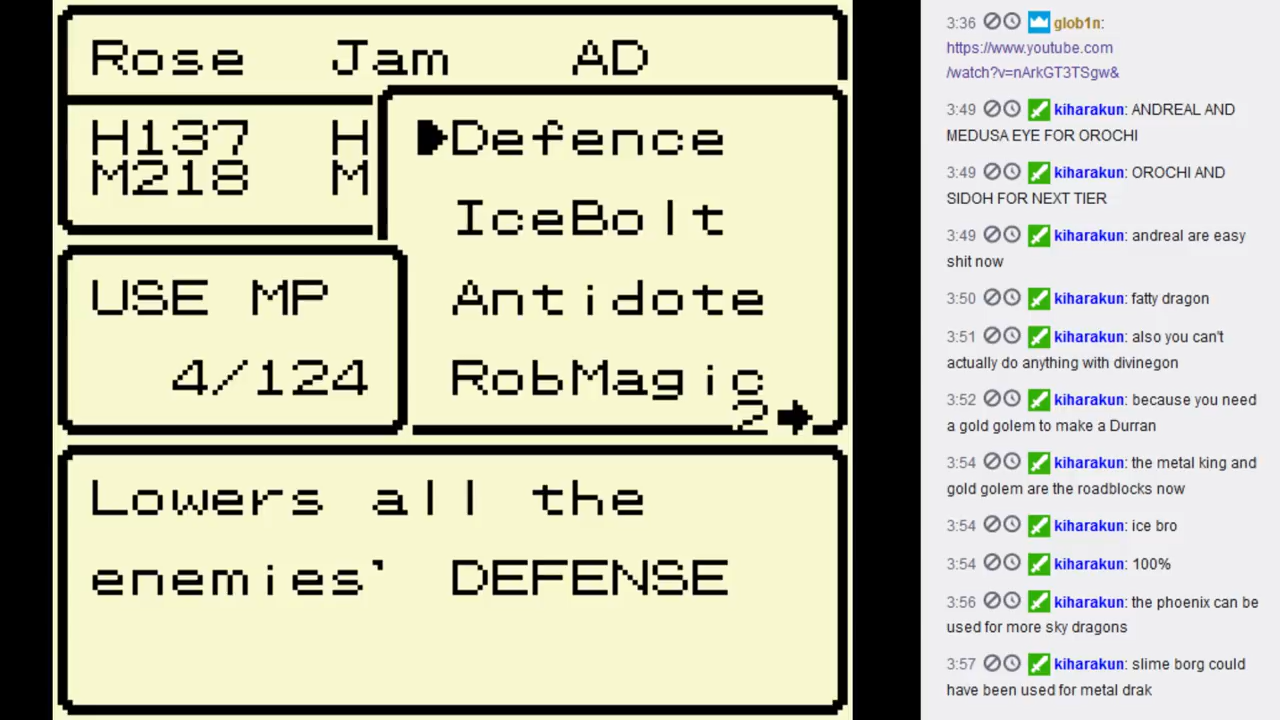 Rose Jam AD
H137 H
M218 M
▶Defence
IceBolt
Antidote
RobMagic
2➡
USE MP
4/124
Lowers all the
enemies' DEFENSE
3:36 glob1n:
https://www.youtube.com
/watch?v=nArkGT3TSgw&
3:49 kiharakun: ANDREAL AND
MEDUSA EYE FOR OROCHI
3:49 kiharakun: OROCHI AND
SIDOH FOR NEXT TIER
3:49 kiharakun: andreal are easy
shit now
3:50 kiharakun: fatty dragon
3:51 kiharakun: also you can't
actually do anything with divinegon
3:52 kiharakun: because you need
a gold golem to make a Durran
3:54 kiharakun: the metal king and
gold golem are the roadblocks now
3:54 kiharakun: ice bro
3:54 kiharakun: 100%
3:56 kiharakun: the phoenix can be
used for more sky dragons
3:57 kiharakun: slime borg could
have been used for metal drak